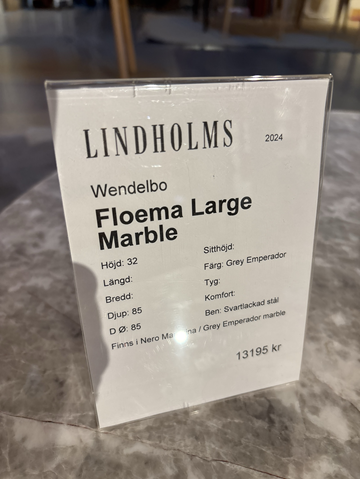 LINDHOLMS 2024
Wendelbo
Floema Large
Marble
Höjd: 32
Längd:
Bredd:
Djup: 85
D Ø: 85
Sitthöjd:
Färg: Grey Emperador
Tyg:
Komfort:
Ben: Svartlackad stål
Finns i Nero / Grey Emperador marble
13195 kr